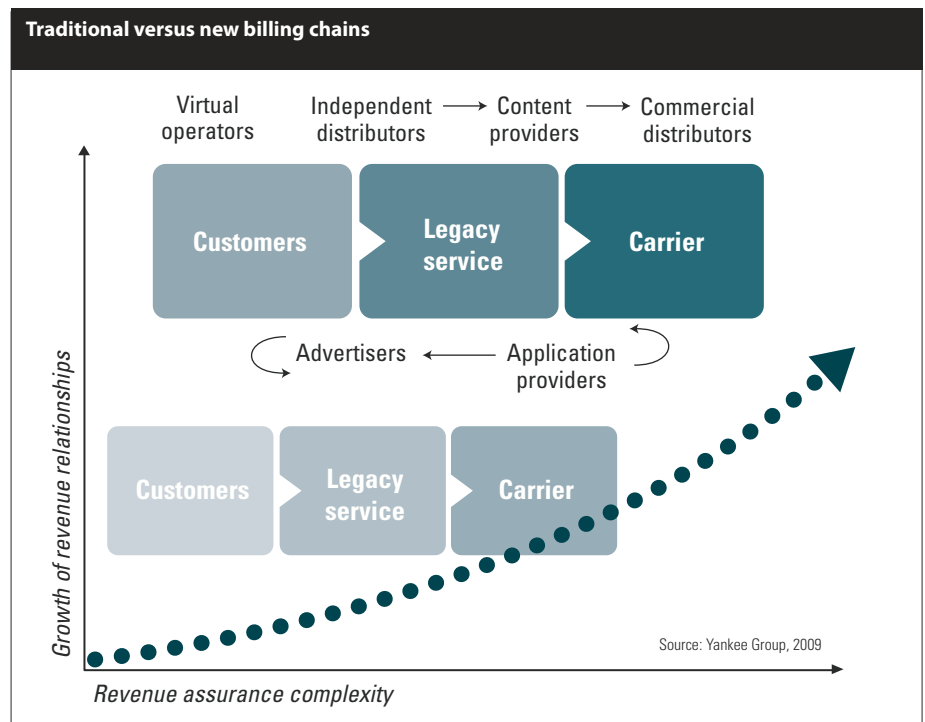 Traditional versus new billing chains
Virtual
operators
Independent
distributors
Content
providers
Commercial
distributors
Customers
Legacy
service
Carrier
Advertisers
Application
providers
Customers
Legacy
service
Carrier
Growth of revenue relationships
Source: Yankee Group, 2009
Revenue assurance complexity